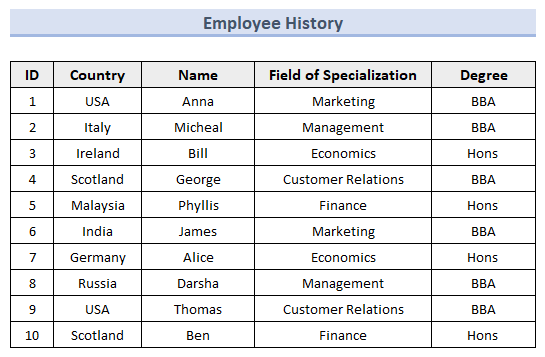 Employee History
ID Country Name Field of Specialization Degree
1 USA Anna Marketing BBA
2 Italy Micheal Management BBA
3 Ireland Bill Economics Hons
4 Scotland George Customer Relations BBA
5 Malaysia Phyllis Finance Hons
6 India James Marketing BBA
7 Germany Alice Economics Hons
8 Russia Darsha Management BBA
9 USA Thomas Customer Relations BBA
10 Scotland Ben Finance Hons